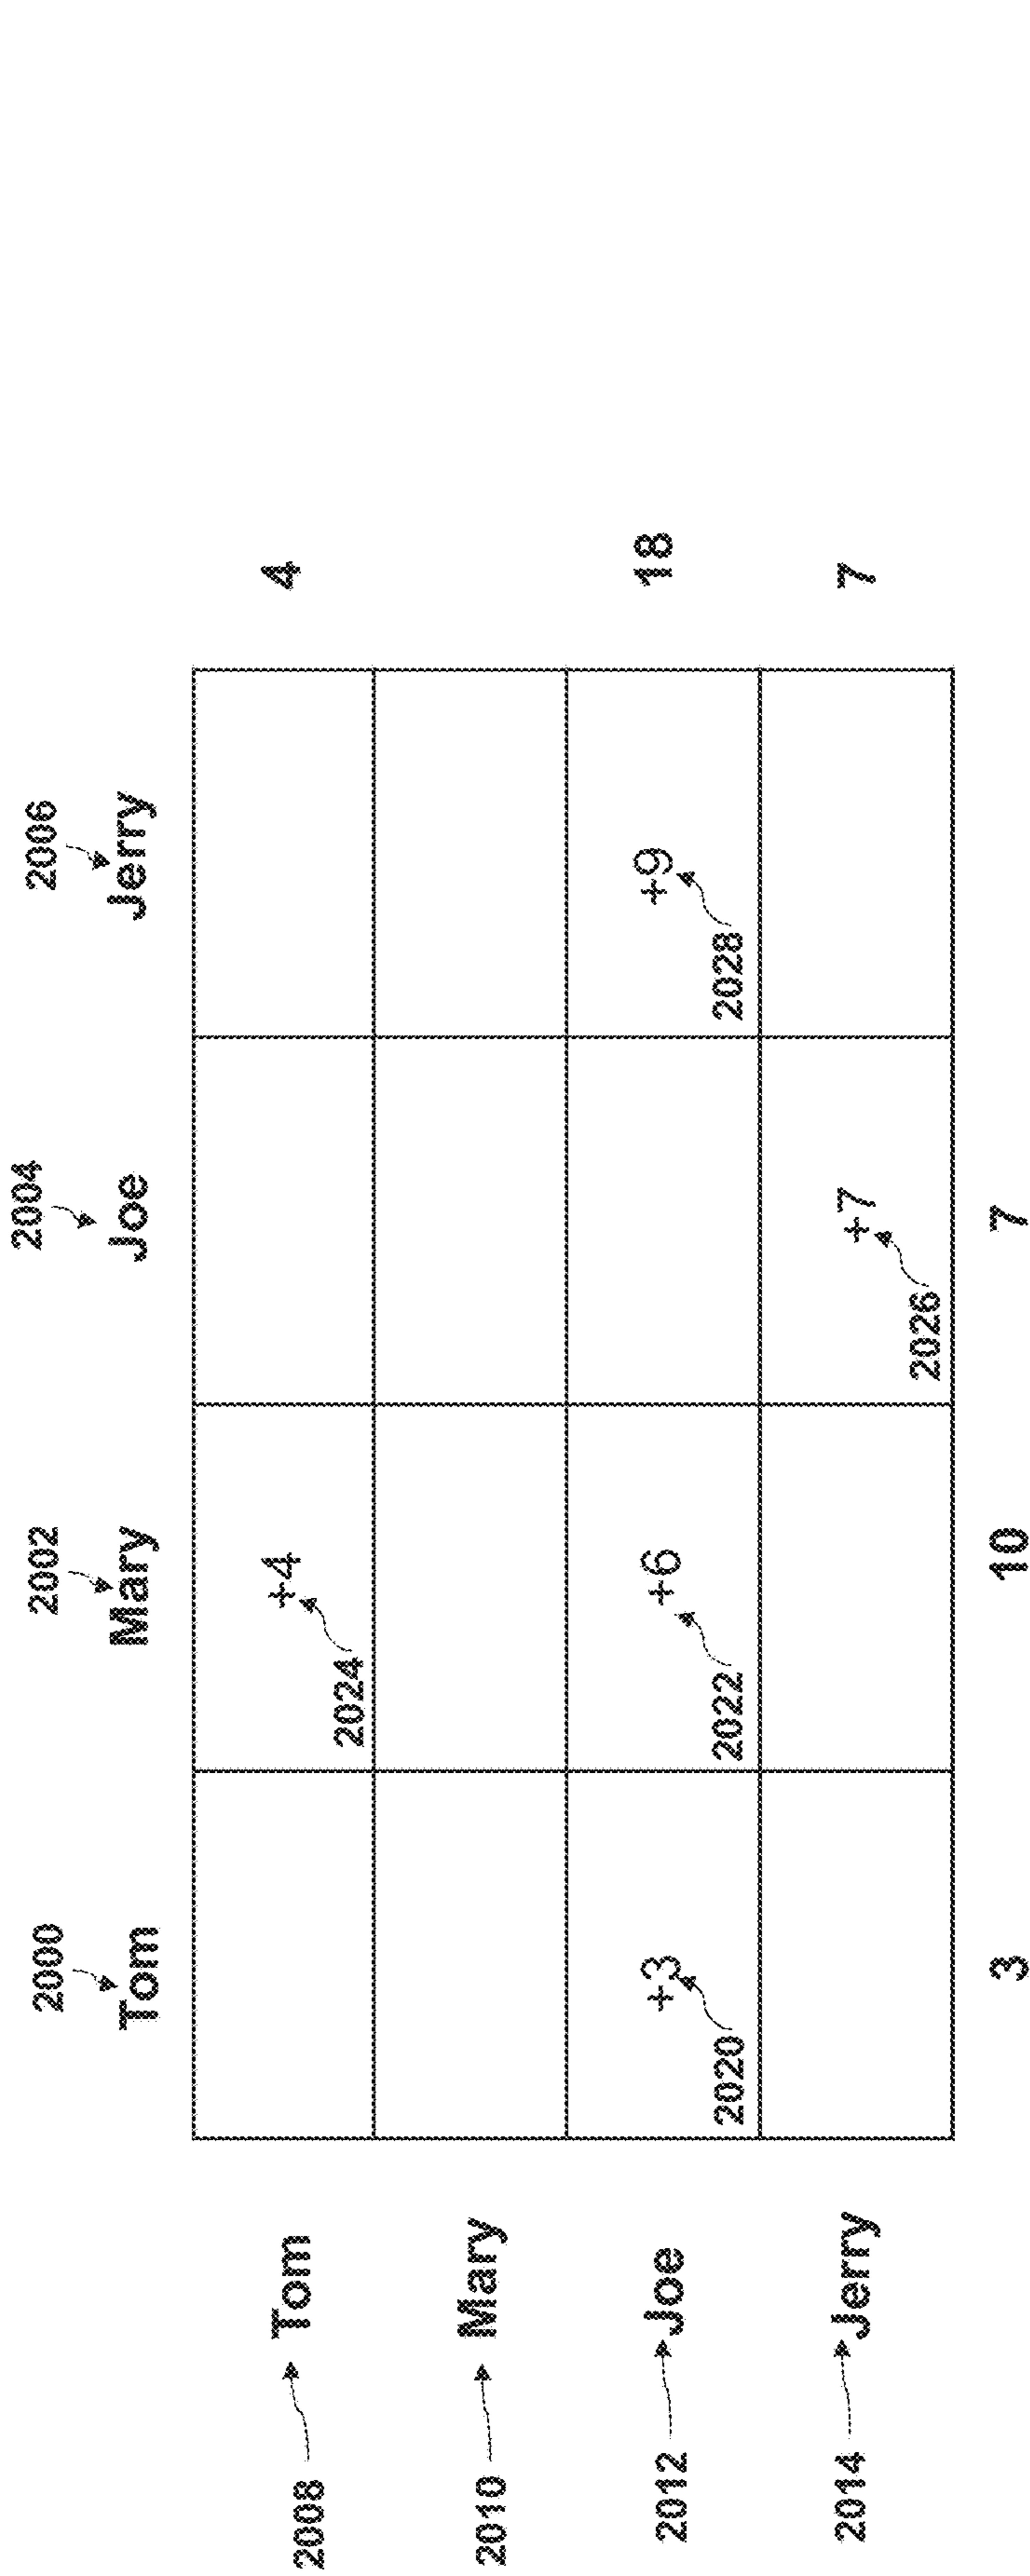 2000 2002 2004 2006
Tom Mary Joe Jerry
2008 Tom +4 4
2024
2010 Mary
2012 Joe +3 +6 +9 18
2020 2022 2028
2014 Jerry +7 7
2026
3 10 7